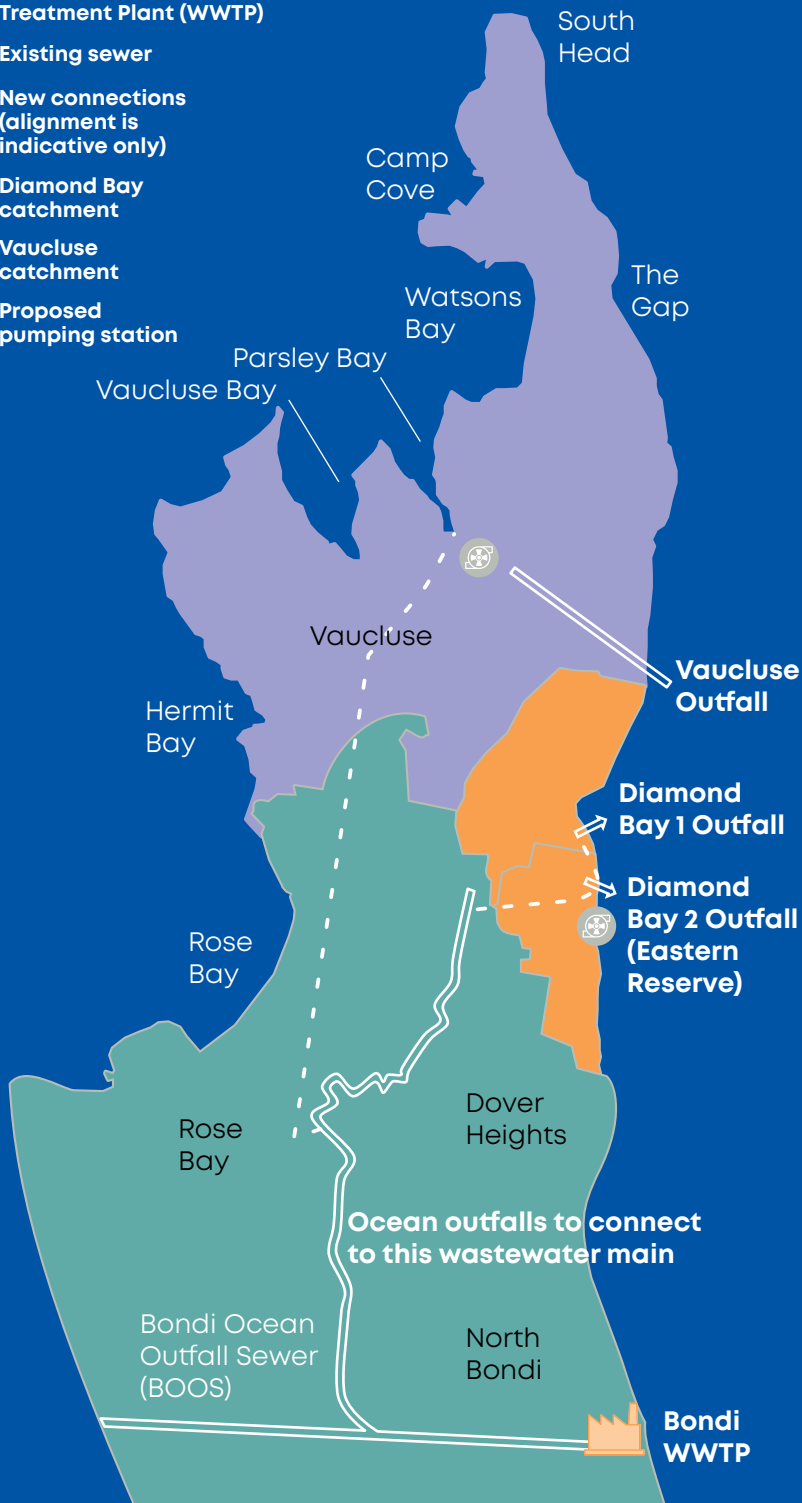 Treatment Plant (WWTP)
Existing sewer
New connections
(alignment is
indicative only)
Diamond Bay
catchment
Vaucluse
catchment
Proposed
pumping station
South
Head
Camp
Cove
The
Gap
Watsons
Bay
Parsley Bay
Vaucluse Bay
Vaucluse
Vaucluse
Outfall
Hermit
Bay
Diamond
Bay 1 Outfall
Diamond
Bay 2 Outfall
(Eastern
Reserve)
Rose
Bay
Dover
Heights
Rose
Bay
Ocean outfalls to connect
to this wastewater main
Bondi Ocean
Outfall Sewer
(BOOS)
North
Bondi
Bondi
WWTP